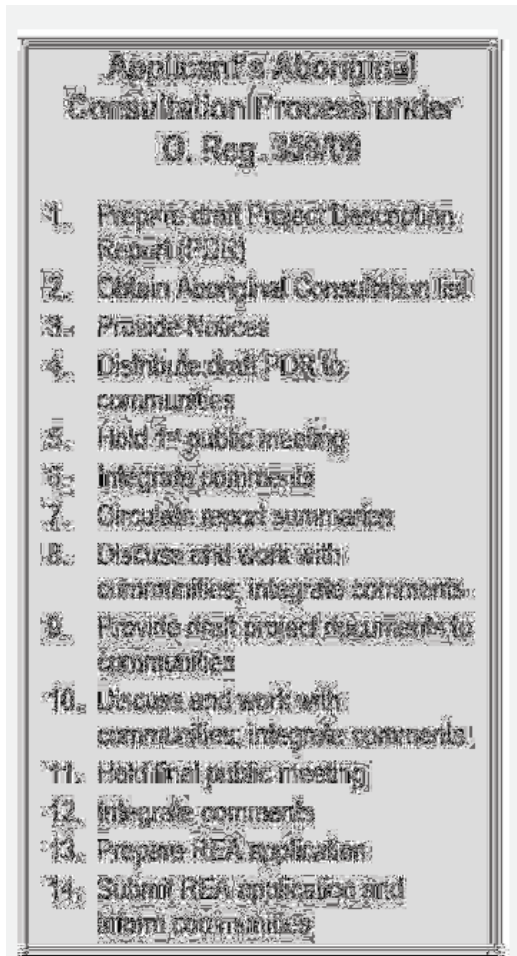 Applicant's Aboriginal
Consultation Process under
O. Reg. 359/09
1. Prepare draft Project Description
Report (PDR)
2. Obtain Aboriginal Consultation list
3. Provide Notices
4. Distribute draft PDR to
communities
5. Hold 1st public meeting
6. Integrate comments
7. Circulate report summaries
8. Discuss and work with
communities; integrate comments
9. Provide draft project documents to
communities
10. Discuss and work with
communities; integrate comments
11. Hold final public meeting
12. Integrate comments
13. Prepare REA application
14. Submit REA application and
inform communities